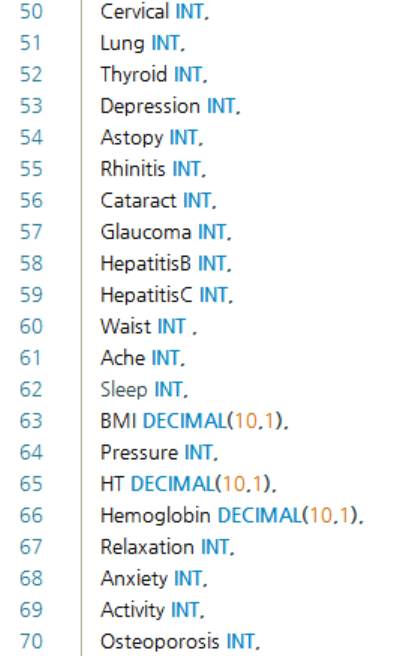 50 Cervical INT,
51 Lung INT,
52 Thyroid INT,
53 Depression INT,
54 Astopy INT,
55 Rhinitis INT,
56 Cataract INT,
57 Glaucoma INT,
58 HepatitisB INT,
59 HepatitisC INT,
60 Waist INT ,
61 Ache INT,
62 Sleep INT,
63 BMI DECIMAL(10,1),
64 Pressure INT,
65 HT DECIMAL(10,1),
66 Hemoglobin DECIMAL(10,1),
67 Relaxation INT,
68 Anxiety INT,
69 Activity INT,
70 Osteoporosis INT,